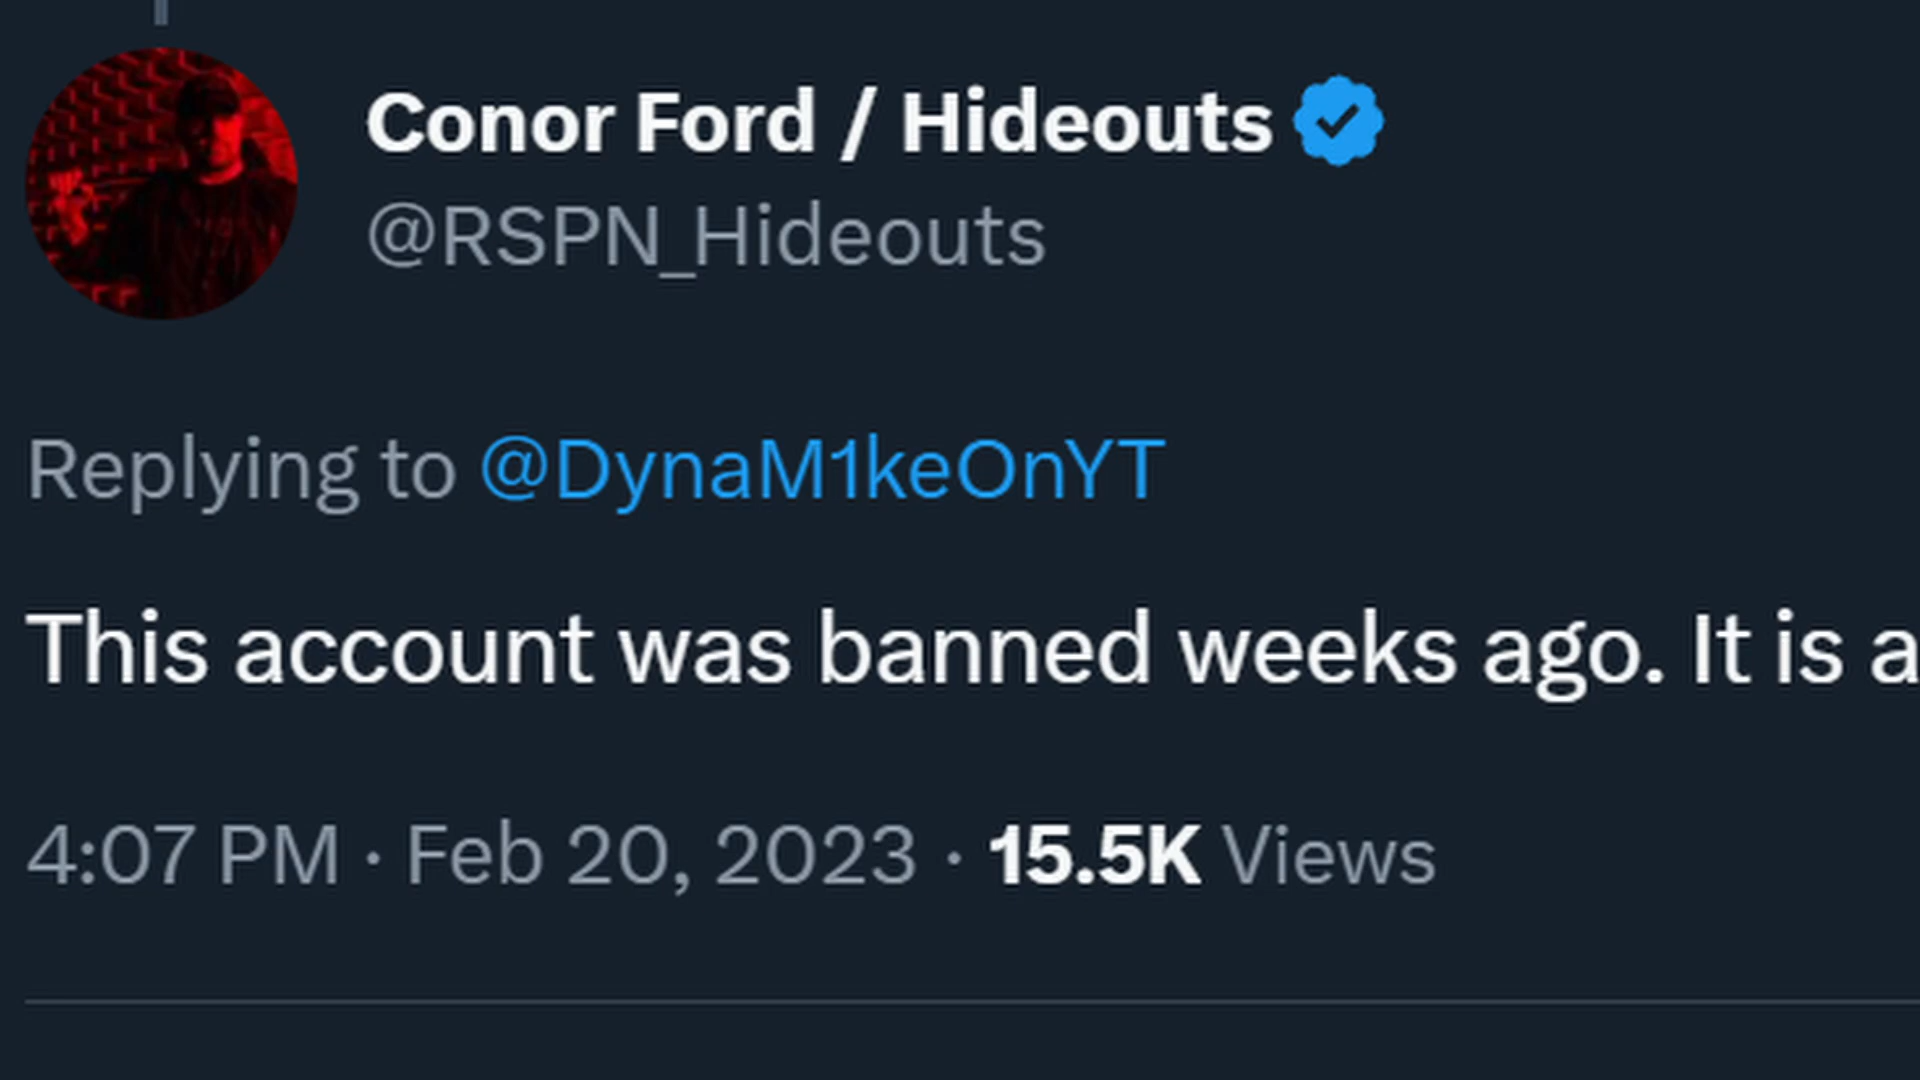 Conor Ford / Hideouts
@RSPN_Hideouts
Replying to @DynaM1keOnYT
This account was banned weeks ago. It is a
4:07 PM · Feb 20, 2023 · 15.5K Views